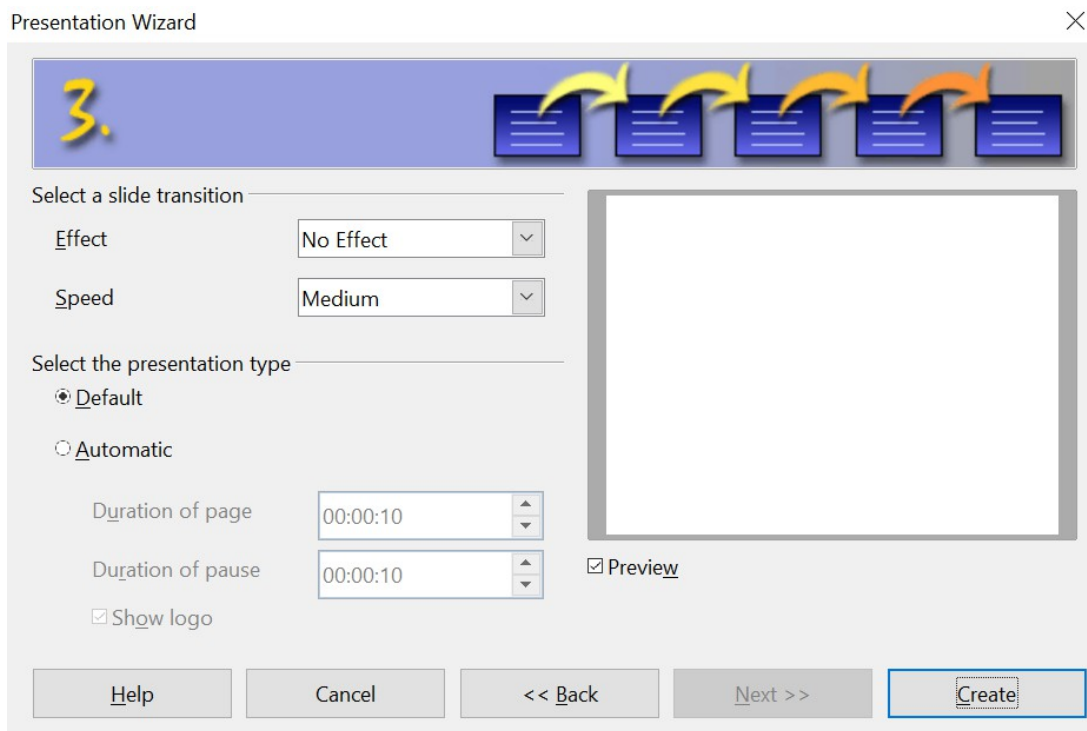 Presentation Wizard
3.
Select a slide transition
Effect No Effect
Speed Medium
Select the presentation type
Default
Automatic
Duration of page 00:00:10
Duration of pause 00:00:10
Show logo
Preview
Help Cancel << Back Next >> Create